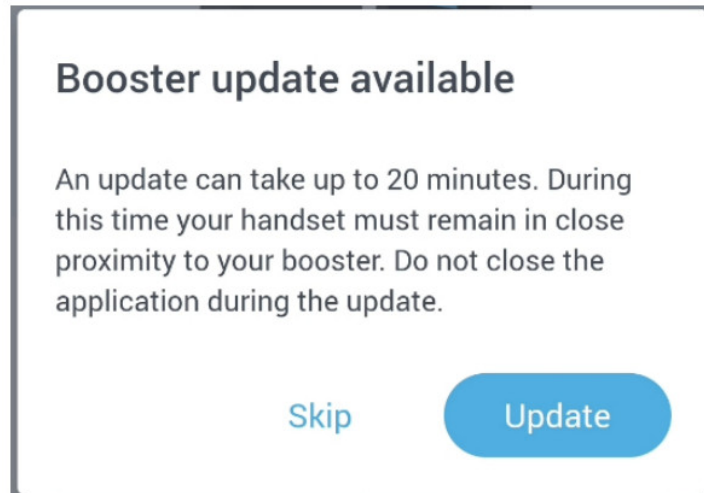 Booster update available
An update can take up to 20 minutes. During
this time your handset must remain in close
proximity to your booster. Do not close the
application during the update.
Skip
Update